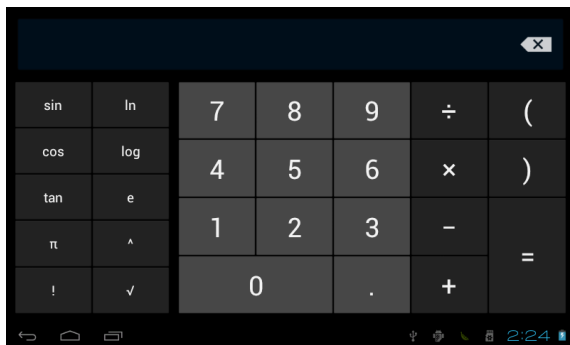 sin ln 7 8 9 ÷ (
cos log 4 5 6 × )
tan e 1 2 3 −
π ^ 0 . + =
! √
2:24